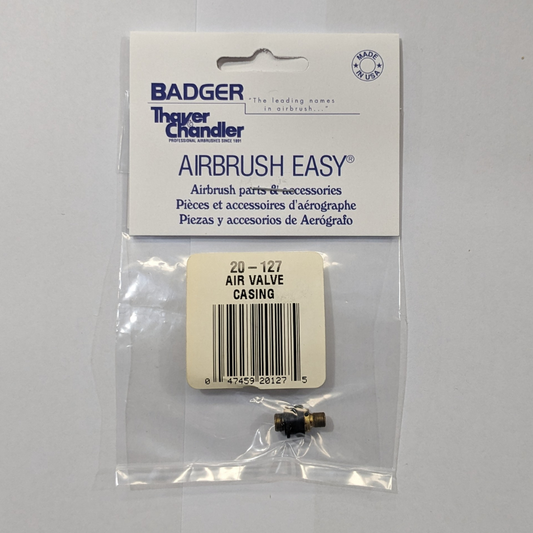 BADGER
"The leading names
in airbrush..."
Thayer
&
Chandler
PROFESSIONAL AIRBRUSHES SINCE 1891
MADE
IN USA
AIRBRUSH EASY®
Airbrush parts & accessories
Pièces et accessoires d'aérographe
Piezas y accesorios de Aerógrafo
20-127
AIR VALVE
CASING
0 47459 20127 5